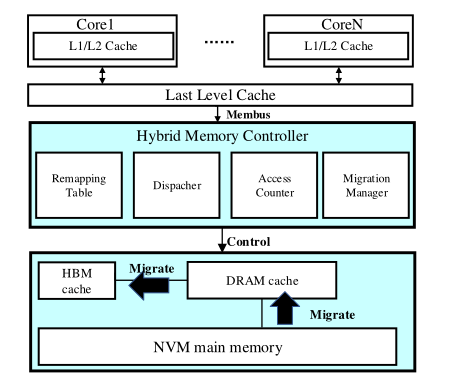 Core1
L1/L2 Cache
......
CoreN
L1/L2 Cache
Last Level Cache
Membus
Hybrid Memory Controller
Remapping
Table
Dispacher
Access
Counter
Migration
Manager
Control
HBM
cache
Migrate
DRAM cache
Migrate
NVM main memory